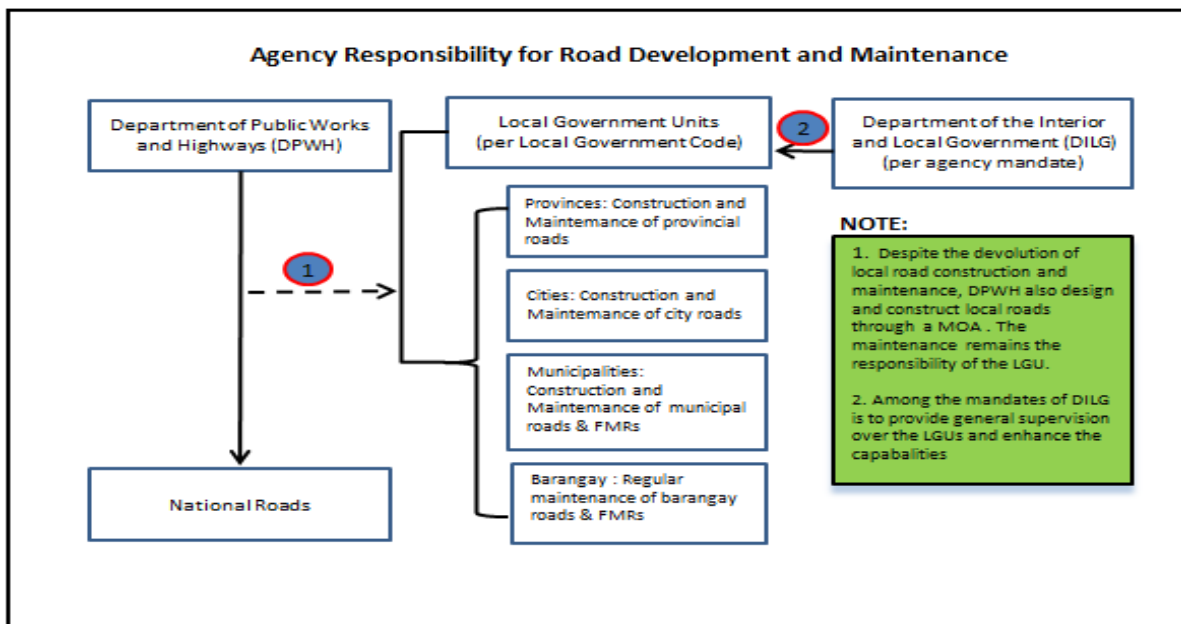 Agency Responsibility for Road Development and Maintenance
Department of Public Works
and Highways (DPWH)
Local Government Units
(per Local Government Code)
2
Department of the Interior
and Local Government (DILG)
(per agency mandate)
Provinces: Construction and
Maintemance of provincial
roads
1
Cities: Construction and
Maintemance of city roads
Municipalities:
Construction and
Maintemance of municipal
roads & FMRs
Barangay : Regular
maintenance of barangay
roads & FMRs
National Roads
NOTE:
1. Despite the devolution of
local road construction and
maintenance, DPWH also design
and construct local roads
through a MOA . The
maintenance remains the
responsibility of the LGU.
2. Among the mandates of DILG
is to provide general supervision
over the LGUs and enhance the
capabalities